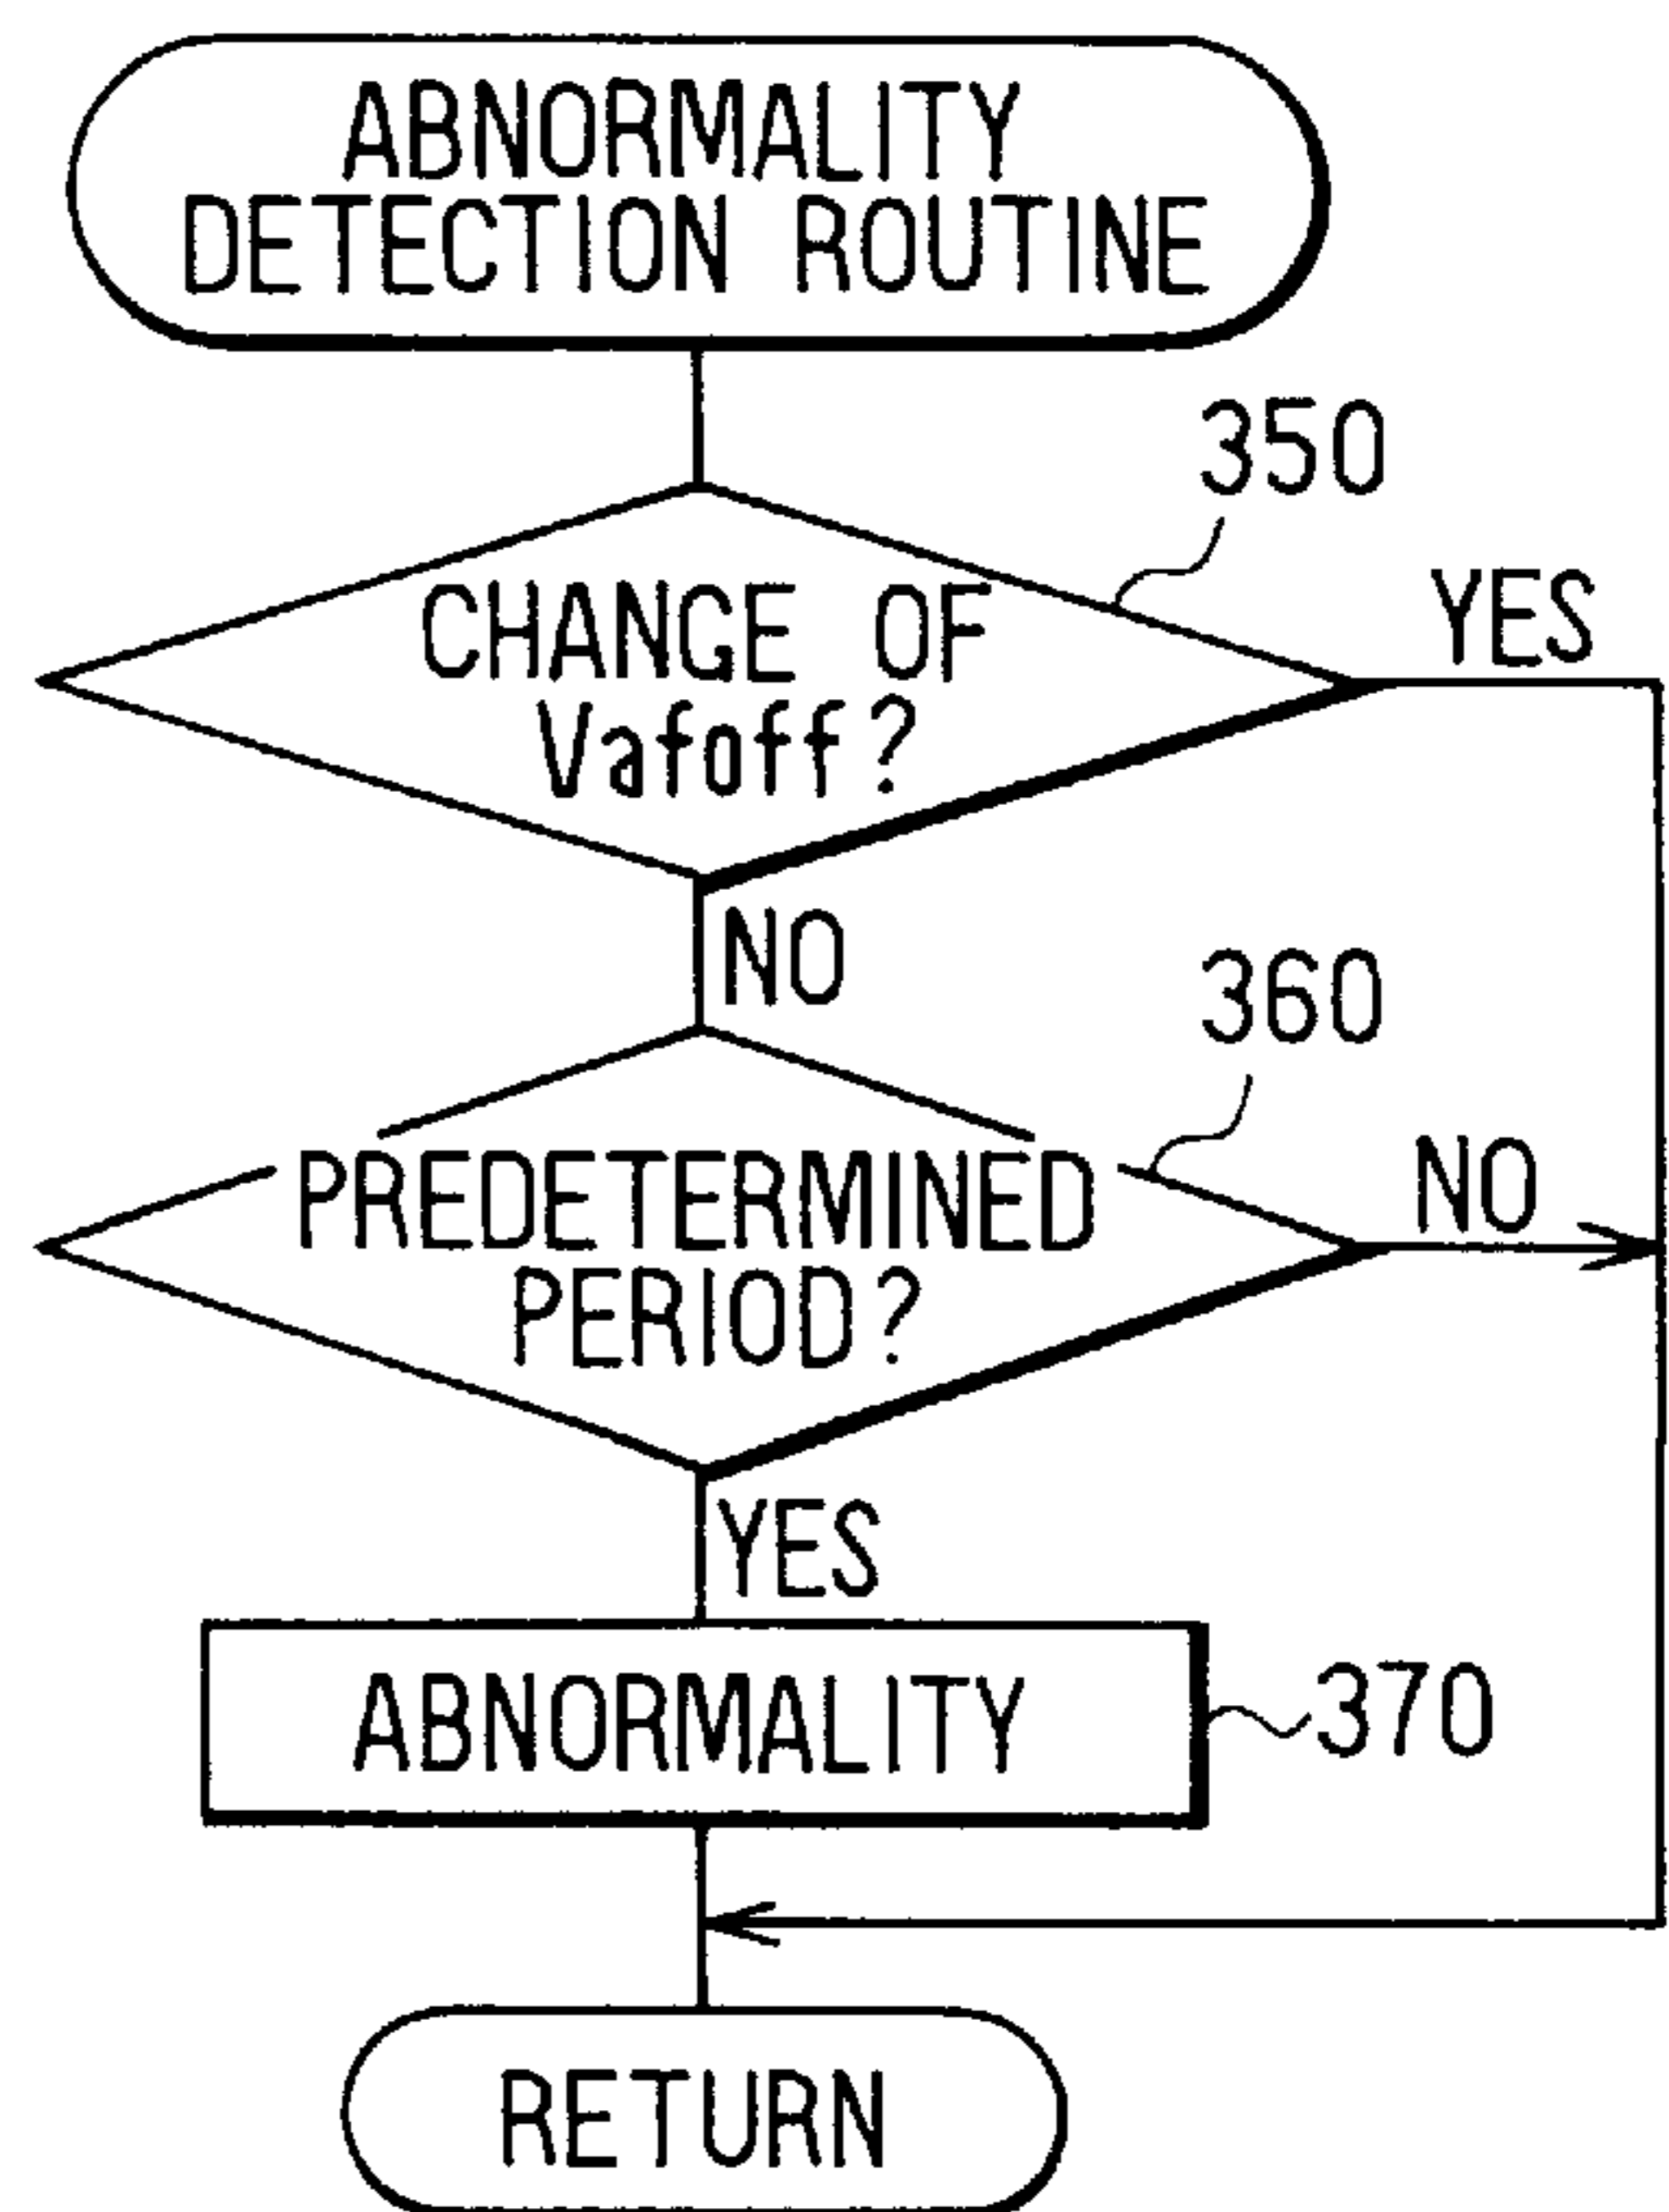 ABNORMALITY
DETECTION ROUTINE
350
CHANGE OF
Vafoff?
YES
NO
360
PREDETERMINED
PERIOD?
NO
YES
ABNORMALITY
370
RETURN